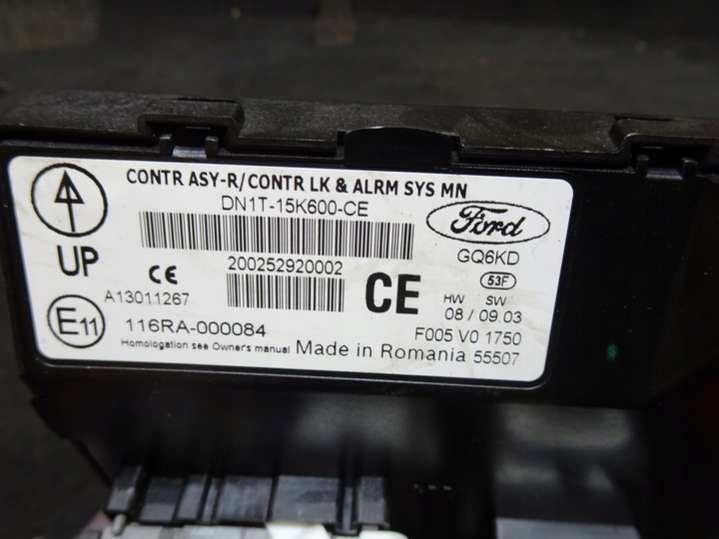 CONTR ASY-R/CONTR LK & ALRM SYS MN
DN1T-15K600-CE
Ford
UP
CE
200252920002
CE
GQ6KD
53F
HW SW
A13011267
08 / 09.03
E11
116RA-000084
F005 V0 1750
Homologation see Owner's manual Made in Romania 55507